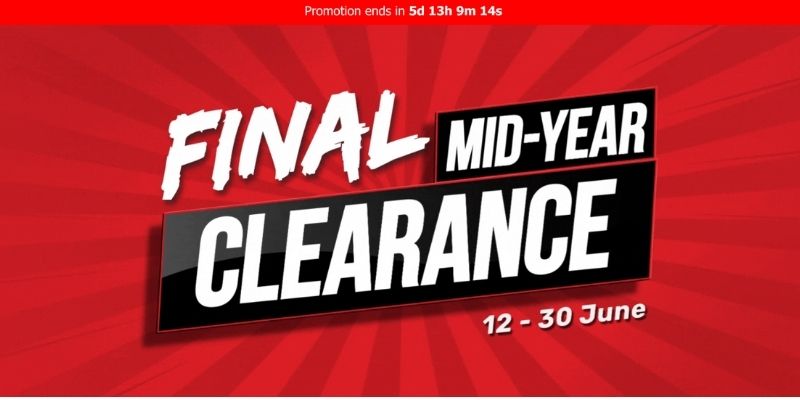 Promotion ends in 5d 13h 9m 14s
FINAL MID-YEAR
CLEARANCE
12 - 30 June